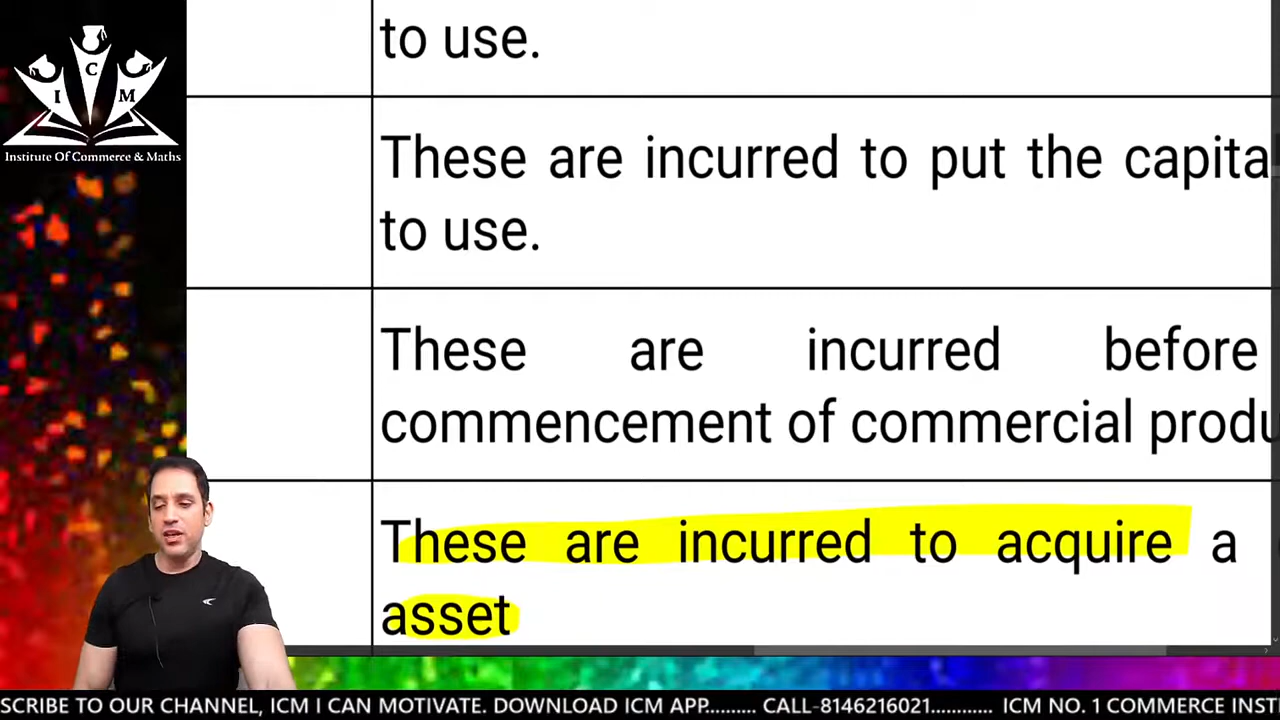 I C M
Institute Of Commerce & Maths
to use.
These are incurred to put the capita
to use.
These are incurred before
commencement of commercial produ
These are incurred to acquire a
asset
SCRIBE TO OUR CHANNEL, ICM I CAN MOTIVATE. DOWNLOAD ICM APP......... CALL-8146216021............ ICM NO. 1 COMMERCE INSTI